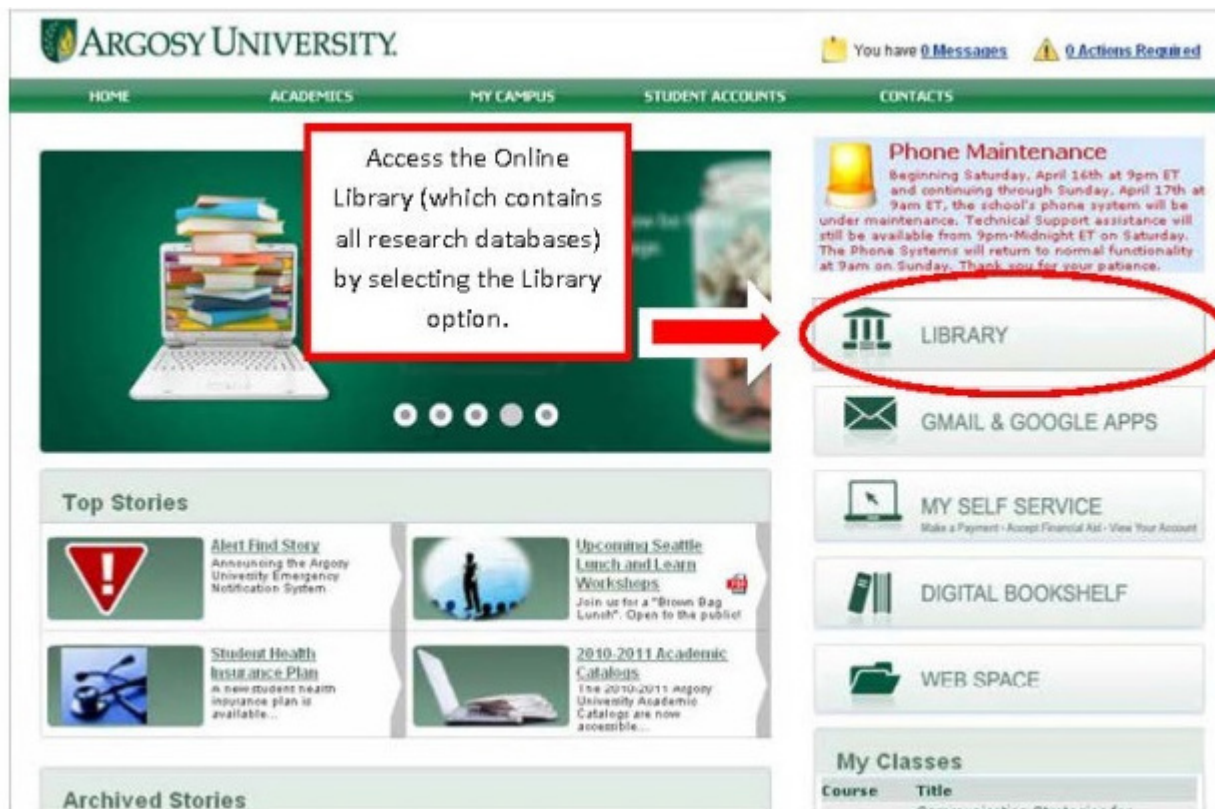 ARGOSY UNIVERSITY.
You have 0 Messages
0 Actions Required
HOME
ACADEMICS
MY CAMPUS
STUDENT ACCOUNTS
CONTACTS
Access the Online
Library (which contains
all research databases)
by selecting the Library
option.
Phone Maintenance
Beginning Saturday, April 16th at 9pm ET
and continuing through Sunday, April 17th at
9am ET, the school's phone system will be
under maintenance. Technical Support assistance will
still be available from 9pm-Midnight ET on Saturday.
The Phone Systems will return to normal functionality
at 9am on Sunday. Thank you for your patience.
LIBRARY
GMAIL & GOOGLE APPS
MY SELF SERVICE
Make a Payment - Accept Financial Aid - View Your Account
DIGITAL BOOKSHELF
WEB SPACE
Top Stories
Alert Find Story
Announcing the Argosy
University Emergency
Notification System
Upcoming Seattle
Lunch and Learn
Workshops
Join us for a "Brown Bag
Lunch". Open to the public!
Student Health
Insurance Plan
A new student health
insurance plan is
available...
2010-2011 Academic
Catalogs
The 2010-2011 Argosy
University Academic
Catalogs are now
accessible...
Archived Stories
My Classes
Course Title